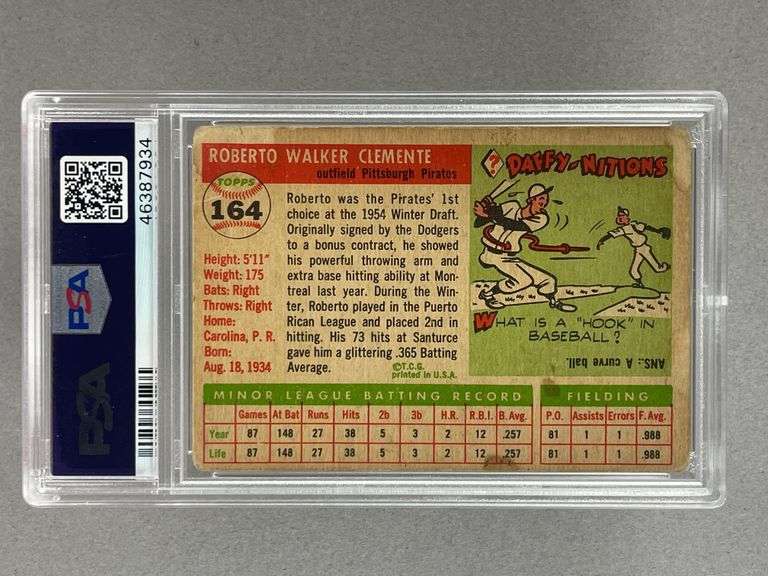 46387934
PSA
PSA
ROBERTO WALKER CLEMENTE
outfield Pittsburgh Pirates
TOPPS
164
Height: 5'11"
Weight: 175
Bats: Right
Throws: Right
Home:
Carolina, P. R.
Born:
Aug. 18, 1934
Roberto was the Pirates' 1st
choice at the 1954 Winter Draft.
Originally signed by the Dodgers
to a bonus contract, he showed
his powerful throwing arm and
extra base hitting ability at Mon-
treal last year. During the Win-
ter, Roberto played in the Puerto
Rican League and placed 2nd in
hitting. His 73 hits at Santurce
gave him a glittering .365 Batting
Average.
©T.C.G.
printed in U.S.A.
? DAFFY-NITIONS
WHAT IS A "HOOK" IN
BASEBALL?
ANS.: A curve ball.
MINOR LEAGUE BATTING RECORD FIELDING
Games At Bat Runs Hits 2b 3b H.R. R.B.I. B. Avg. P.O. Assists Errors F. Avg.
Year 87 148 27 38 5 3 2 12 .257 81 1 1 .988
Life 87 148 27 38 5 3 2 12 .257 81 1 1 .988